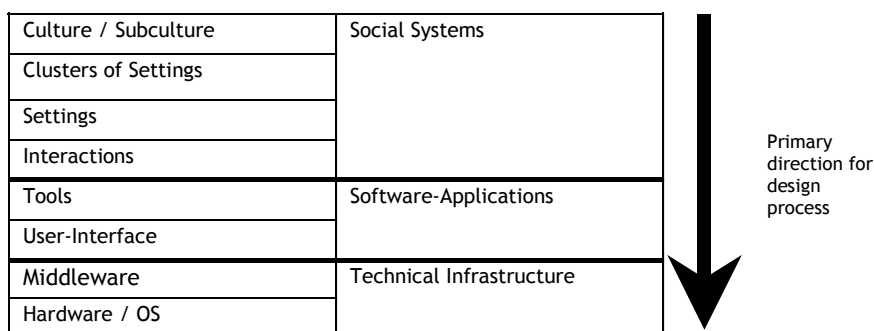 Culture / Subculture
Social Systems
Clusters of Settings
Settings
Interactions
Tools
Software-Applications
User-Interface
Middleware
Technical Infrastructure
Hardware / OS
Primary
direction for
design
process